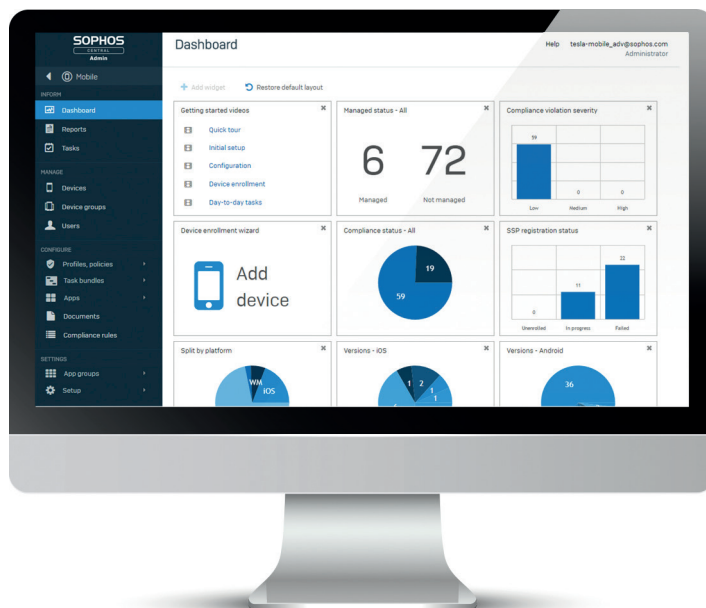 SOPHOS
CENTRAL
Admin
Mobile
INFORM
Dashboard
Reports
Tasks
MANAGE
Devices
Device groups
Users
CONFIGURE
Profiles, policies
Task bundles
Apps
Documents
Compliance rules
SETTINGS
App groups
Setup
Dashboard
Help tesla-mobile_adv@sophos.com
Administrator
Add widget Restore default layout
Getting started videos
Quick tour
Initial setup
Configuration
Device enrollment
Day-to-day tasks
Managed status - All
6 72
Managed Not managed
Compliance violation severity
59
0 0
Low Medium High
Device enrollment wizard
Add
device
Compliance status - All
19
59
SSP registration status
22
11
0
Unenrolled In progress Failed
Split by platform
WM
iOS
Versions - iOS
1 2
1
1
Versions - Android
36